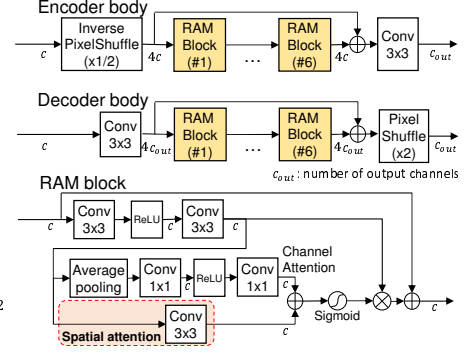 Encoder body
Inverse
PixelShuffle
(x1/2)
RAM
Block
(#1)
...
RAM
Block
(#6)
Conv
3x3
c
4c
4c
c_out
Decoder body
Conv
3x3
RAM
Block
(#1)
...
RAM
Block
(#6)
Pixel
Shuffle
(x2)
c
4c_out
4c_out
c_out
c_out : number of output channels
RAM block
Conv
3x3
ReLU
Conv
3x3
c
c
c
c
Average
pooling
Conv
1x1
ReLU
Conv
1x1
Channel
Attention
c
c
c
Sigmoid
c
Spatial attention
Conv
3x3
c
2